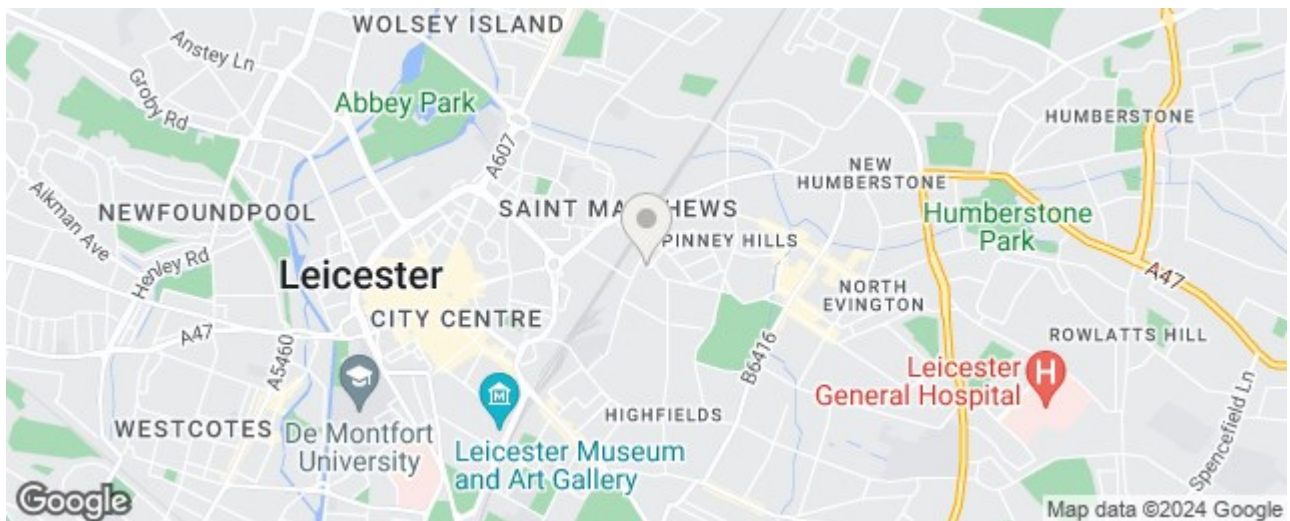 WOLSEY ISLAND
Anstey Ln
Groby Rd
Abbey Park
A607
HUMBERSTONE
NEW
HUMBERSTONE
Aikman Ave
NEWFOUNDPOOL
SAINT MA HEWS
Humberstone
Park
PINNEY HILLS
Henley Rd
Leicester
A47
NORTH
EVINGTON
CITY CENTRE
A47
ROWLATTS HILL
A5460
B6416
Leicester
General Hospital
H
M
HIGHFIELDS
WESTCOTES
De Montfort
University
Leicester Museum
and Art Gallery
Spencefield Ln
Google
Map data ©2024 Google